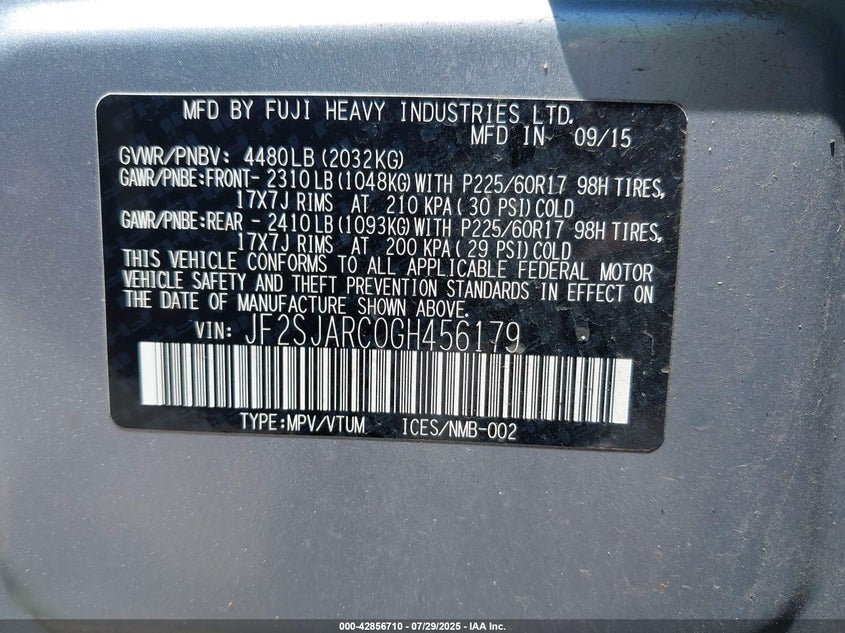 MFD BY FUJI HEAVY INDUSTRIES LTD.
MFD IN 09/15
GVWR/PNBV: 4480LB (2032KG)
GAWR/PNBE:FRONT- 2310LB (1048KG) WITH P225/60R17 98H TIRES,
17X7J RIMS AT 210 KPA( 30 PSI) COLD
GAWR/PNBE:REAR - 2410LB (1093KG) WITH P225/60R17 98H TIRES,
17X7J RIMS AT 200 KPA( 29 PSI) COLD
THIS VEHICLE CONFORMS TO ALL APPLICABLE FEDERAL MOTOR
VEHICLE SAFETY AND THEFT PREVENTION STANDARDS IN EFFECT ON
THE DATE OF MANUFACTURE SHOWN ABOVE.
VIN: JF2SJARC0GH456179
TYPE:MPV/VTUM ICES/NMB-002
000-42856710 | 07/29/2025 - IAA Inc.